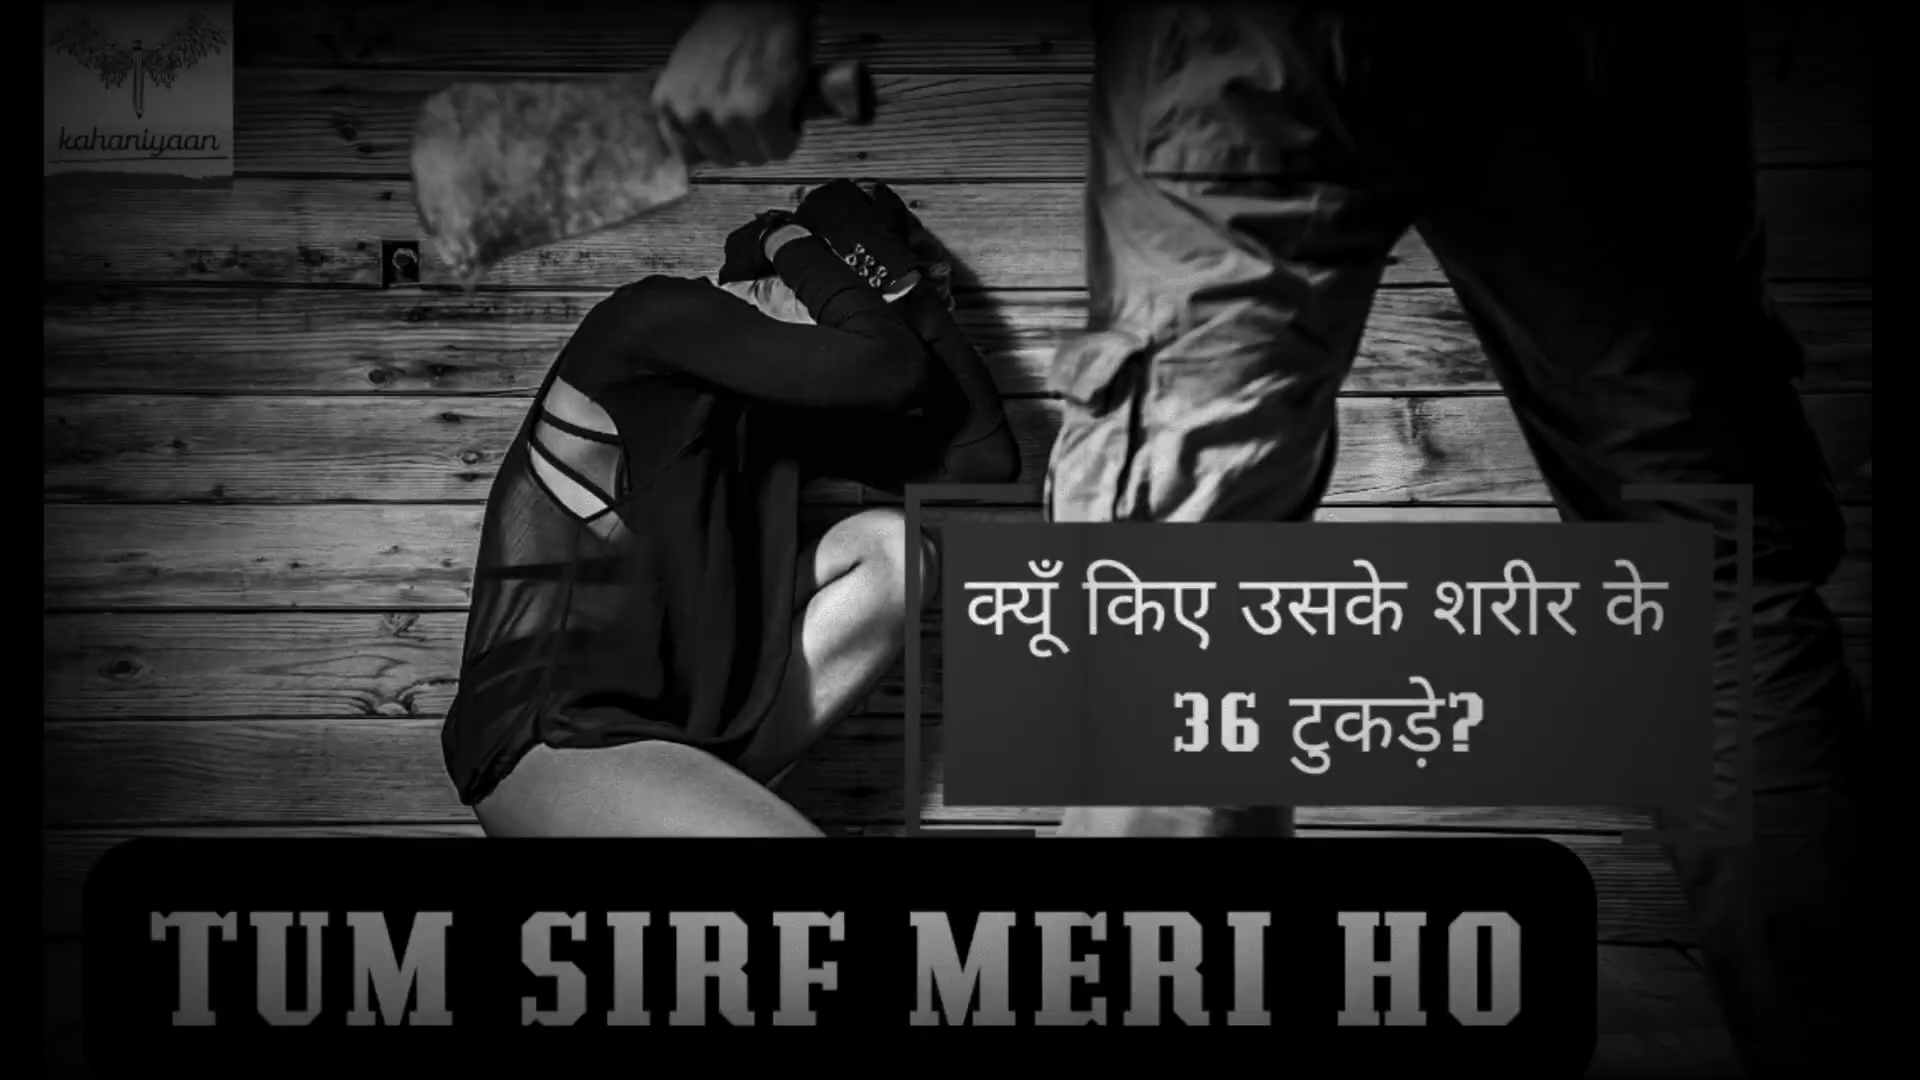 kahaniyaan
क्यूँ किए उसके शरीर के
36 टुकड़े?
TUM SIRF MERI HO